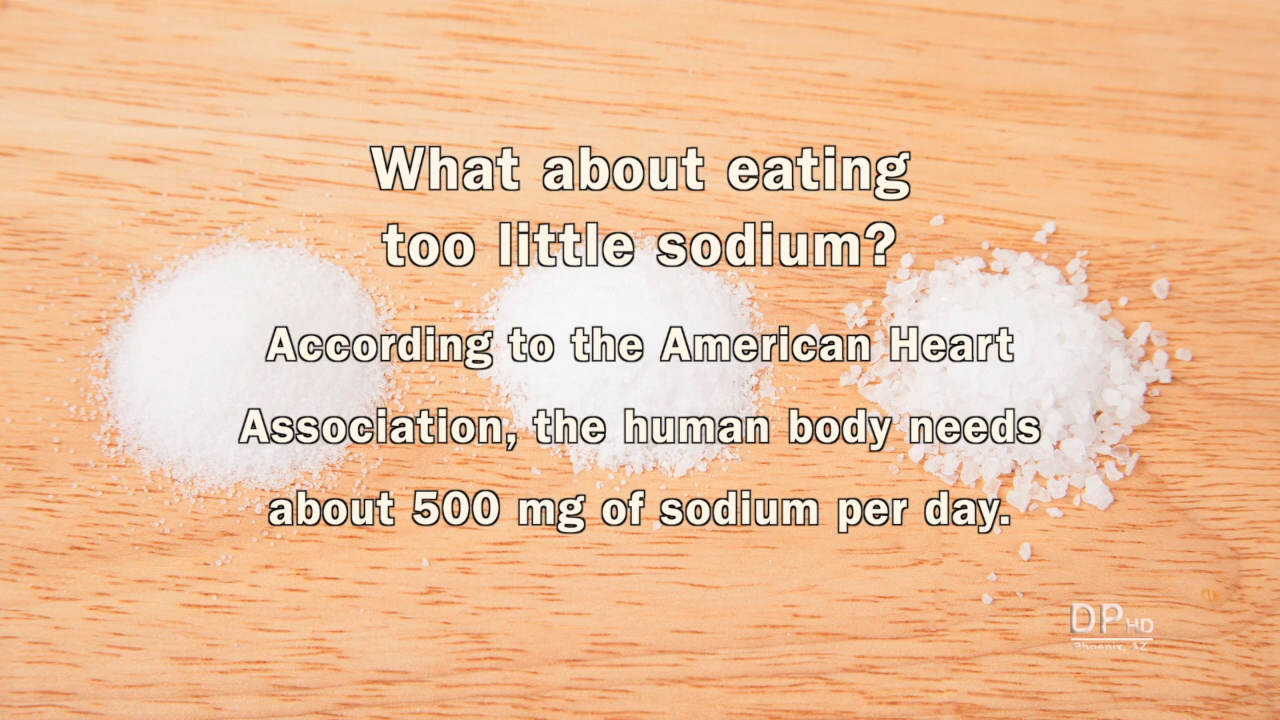 What about eating
too little sodium?
According to the American Heart
Association, the human body needs
about 500 mg of sodium per day.
DP HD
Phoenix, AZ